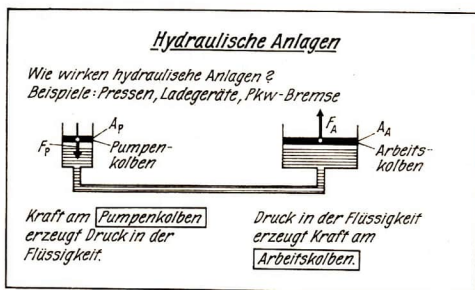 Hydraulische Anlagen
Wie wirken hydraulische Anlagen?
Beispiele: Pressen, Ladegeräte, Pkw-Bremse
F_P
A_P
Pumpen-
kolben
F_A
A_A
Arbeits-
kolben
Kraft am Pumpenkolben
erzeugt Druck in der
Flüssigkeit.
Druck in der Flüssigkeit
erzeugt Kraft am
Arbeitskolben.